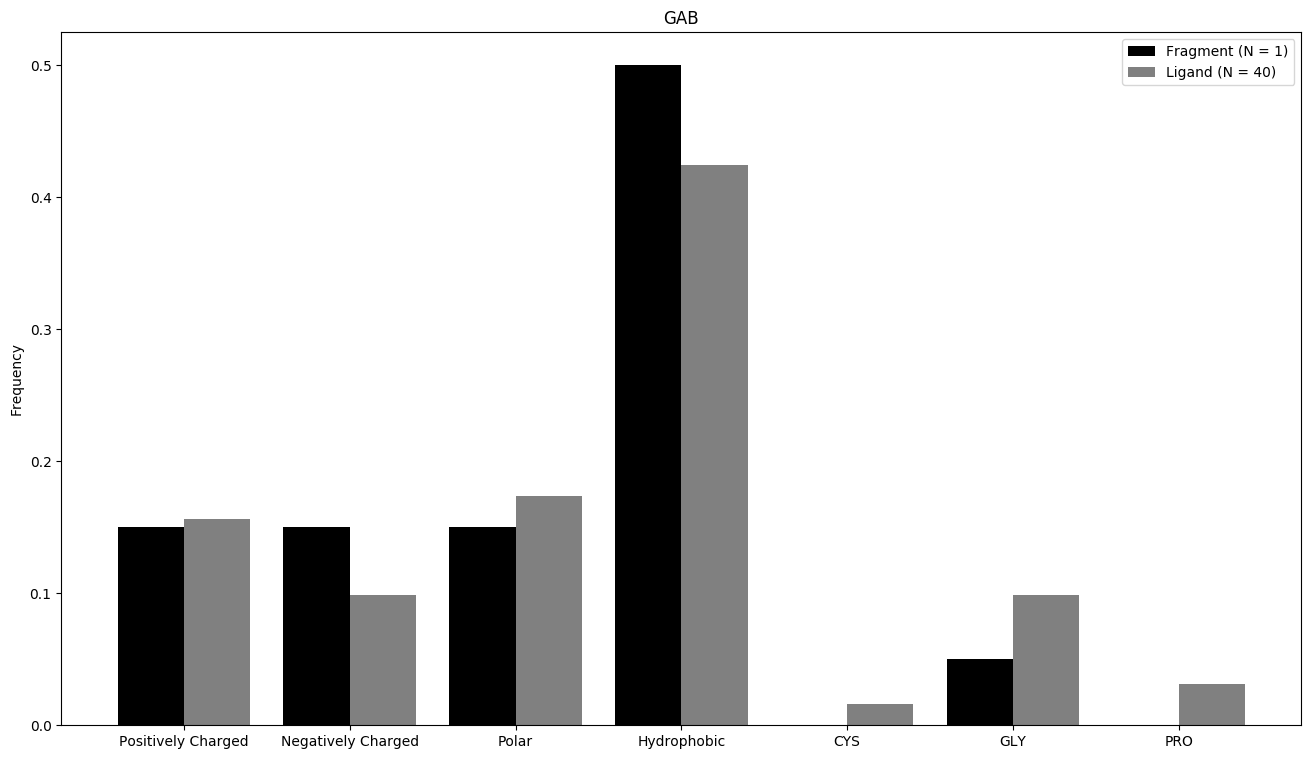 GAB
Fragment (N = 1)
Ligand (N = 40)
Frequency
0.5
0.4
0.3
0.2
0.1
0.0
Positively Charged Negatively Charged Polar Hydrophobic CYS GLY PRO